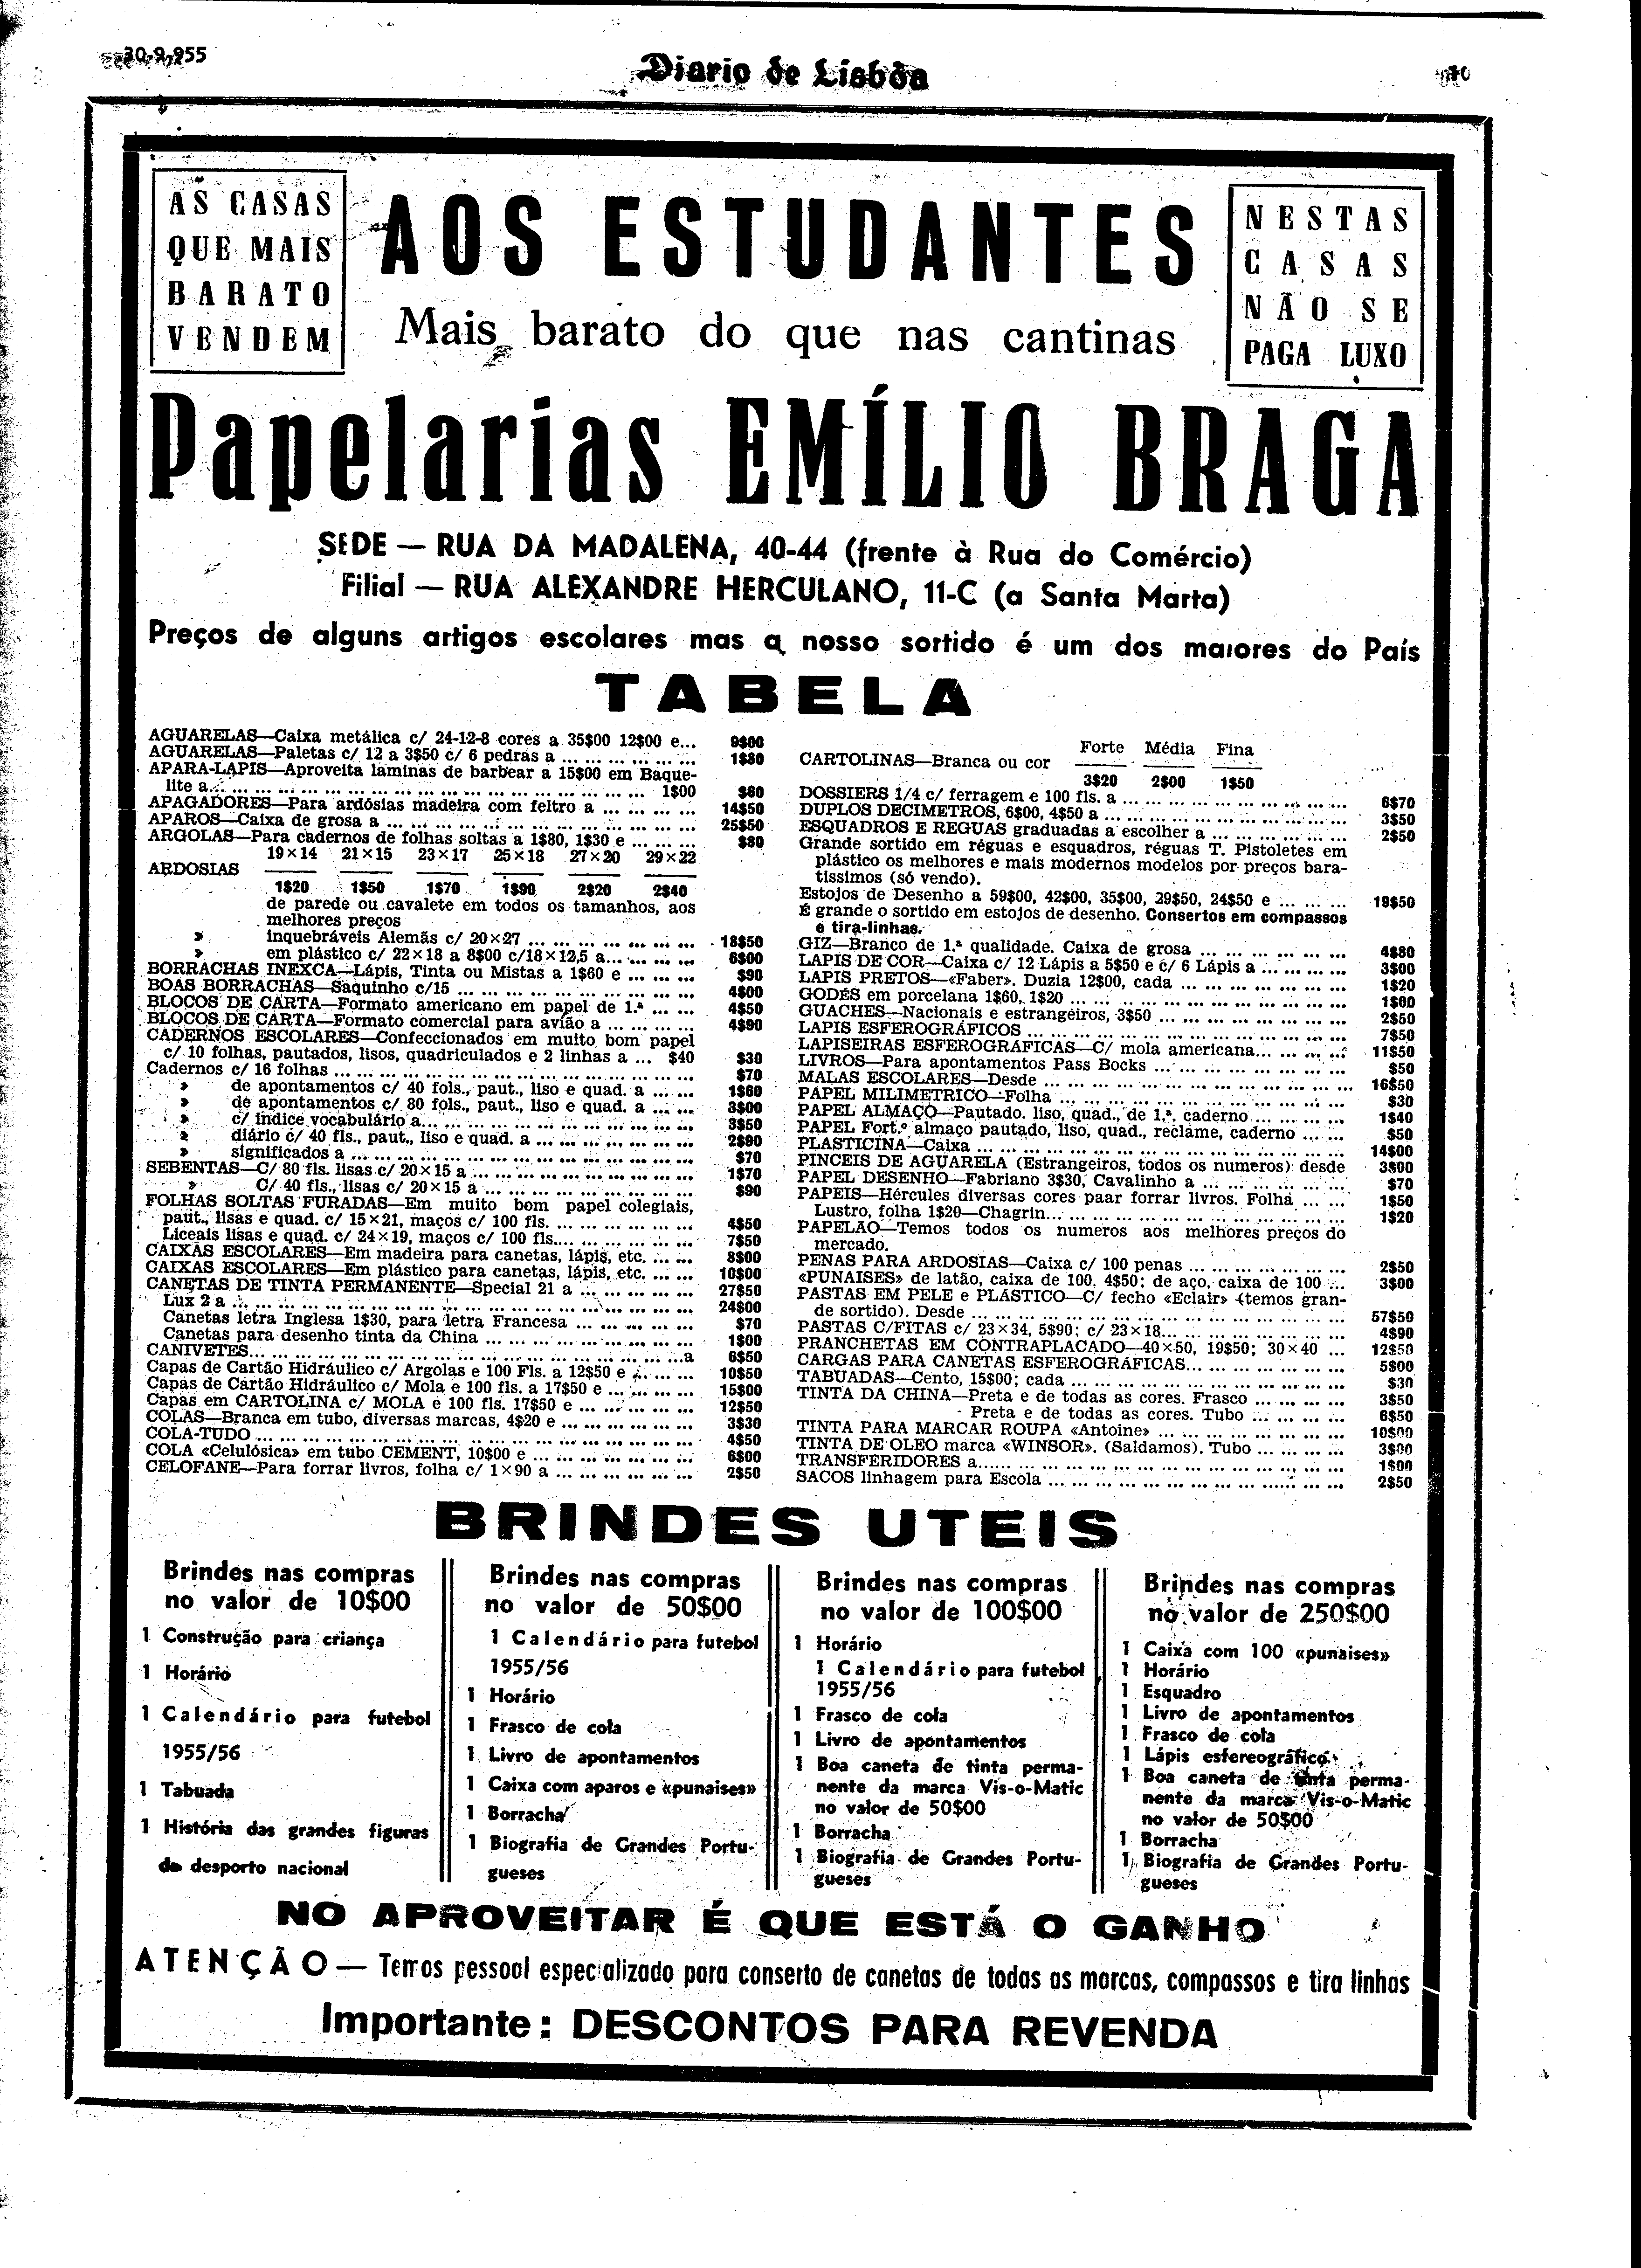 30-9-955
Diario de Lisbôa
AS CASAS
QUE MAIS
BARATO
VENDEM
AOS ESTUDANTES
Mais barato do que nas cantinas
NESTAS
CASAS
NÃO SE
PAGA LUXO
Papelarias EMÍLIO BRAGA
SEDE — RUA DA MADALENA, 40-44 (frente à Rua do Comércio)
Filial — RUA ALEXANDRE HERCULANO, 11-C (a Santa Marta)
Preços de alguns artigos escolares mas o nosso sortido é um dos maiores do País
TABELA
AGUARELAS—Caixa metálica c/ 24-12-8 cores a 35$00 12$00 e... 9$00
AGUARELAS—Paletas c/ 12 a 3$50 c/ 6 pedras a ... 1$80
APARA-LAPIS—Aproveita laminas de barbear a 15$00 em Baque-
lite a... 1$00 $60
APAGADORES—Para ardósias madeira com feltro a ... 14$50
APAROS—Caixa de grosa a ... 25$50
ARGOLAS—Para cadernos de folhas soltas a 1$80, 1$30 e ... $80
19×14 21×15 23×17 25×18 27×20 29×22
ARDOSIAS
1$20 1$50 1$70 1$90 2$20 2$40
de parede ou cavalete em todos os tamanhos, aos
melhores preços
» inquebráveis Alemãs c/ 20×27 ... 18$50
» em plástico c/ 22×18 a 8$00 c/18×12,5 a... 6$00
BORRACHAS INEXCA—Lápis, Tinta ou Mistas a 1$60 e ... $90
BOAS BORRACHAS—Saquinho c/15 ... 4$00
BLOCOS DE CARTA—Formato americano em papel de 1.ª ... 4$50
BLOCOS DE CARTA—Formato comercial para avião a ... 4$90
CADERNOS ESCOLARES—Confeccionados em muito bom papel
c/ 10 folhas, pautados, lisos, quadriculados e 2 linhas a ... $40 $30
Cadernos c/ 16 folhas ... $70
» de apontamentos c/ 40 fols., paut., liso e quad. a ... 1$60
» de apontamentos c/ 80 fols., paut., liso e quad. a ... 3$00
» c/ índice vocabulário a... 3$50
» diário c/ 40 fls., paut., liso e quad. a ... 2$90
» significados a ... $70
SEBENTAS—C/ 80 fls. lisas c/ 20×15 a ... 1$70
» C/ 40 fls., lisas c/ 20×15 a ... $90
FOLHAS SOLTAS FURADAS—Em muito bom papel colegiais,
paut., lisas e quad. c/ 15×21, maços c/ 100 fls. ... 4$50
Liceais lisas e quad. c/ 24×19, maços c/ 100 fls.... 7$50
CAIXAS ESCOLARES—Em madeira para canetas, lápis, etc. ... 8$00
CAIXAS ESCOLARES—Em plástico para canetas, lápis, etc. ... 10$00
CANETAS DE TINTA PERMANENTE—Special 21 a ... 27$50
Lux 2 a ... 24$00
Canetas letra Inglesa 1$30, para letra Francesa ... $70
Canetas para desenho tinta da China ... 1$00
CANIVETES... a 6$50
Capas de Cartão Hidráulico c/ Argolas e 100 Fls. a 12$50 e ... 10$50
Capas de Cartão Hidráulico c/ Mola e 100 fls. a 17$50 e ... 15$00
Capas em CARTOLINA c/ MOLA e 100 fls. 17$50 e ... 12$50
COLAS—Branca em tubo, diversas marcas, 4$20 e ... 3$30
COLA-TUDO ... 4$50
COLA «Celulósica» em tubo CEMENT, 10$00 e ... 6$00
CELOFANE—Para forrar livros, folha c/ 1×90 a ... 2$50
Forte Média Fina
CARTOLINAS—Branca ou cor
3$20 2$00 1$50
DOSSIERS 1/4 c/ ferragem e 100 fls. a ... 6$70
DUPLOS DECIMETROS, 6$00, 4$50 a ... 3$50
ESQUADROS E REGUAS graduadas a escolher a ... 2$50
Grande sortido em réguas e esquadros, réguas T. Pistoletes em
plástico os melhores e mais modernos modelos por preços bara-
tíssimos (só vendo).
Estojos de Desenho a 59$00, 42$00, 35$00, 29$50, 24$50 e ... 19$50
É grande o sortido em estojos de desenho. Consertos em compassos
e tira-linhas.
GIZ—Branco de 1.ª qualidade. Caixa de grosa ... 4$80
LAPIS DE COR—Caixa c/ 12 Lápis a 5$50 e c/ 6 Lápis a ... 3$00
LAPIS PRETOS—«Faber». Duzia 12$00, cada ... 1$20
GODÉS em porcelana 1$60, 1$20 ... 1$00
GUACHES—Nacionais e estrangeiros, 3$50 ... 2$50
LAPIS ESFEROGRÁFICOS ... 7$50
LAPISEIRAS ESFEROGRÁFICAS—C/ mola americana... 11$50
LIVROS—Para apontamentos Pass Bocks ... $50
MALAS ESCOLARES—Desde ... 16$50
PAPEL MILIMETRICO—Folha ... $30
PAPEL ALMAÇO—Pautado. liso, quad., de 1.ª, caderno ... 1$40
PAPEL Fort.º almaço pautado, liso, quad., reclame, caderno ... $50
PLASTICINA—Caixa ... 14$00
PINCEIS DE AGUARELA (Estrangeiros, todos os numeros) desde 3$00
PAPEL DESENHO—Fabriano 3$30, Cavalinho a ... $70
PAPEIS—Hércules diversas cores paar forrar livros. Folha ... 1$50
Lustro, folha 1$20—Chagrin... 1$20
PAPELÃO—Temos todos os numeros aos melhores preços do
mercado.
PENAS PARA ARDOSIAS—Caixa c/ 100 penas ... 2$50
«PUNAISES» de latão, caixa de 100, 4$50; de aço, caixa de 100 ... 3$00
PASTAS EM PELE e PLÁSTICO—C/ fecho «Eclair» (temos gran-
de sortido). Desde ... 57$50
PASTAS C/FITAS c/ 23×34, 5$90; c/ 23×18... 4$90
PRANCHETAS EM CONTRAPLACADO—40×50, 19$50; 30×40 ... 12$50
CARGAS PARA CANETAS ESFEROGRÁFICAS... 5$00
TABUADAS—Cento, 15$00; cada ... $30
TINTA DA CHINA—Preta e de todas as cores. Frasco ... 3$50
- Preta e de todas as cores. Tubo ... 6$50
TINTA PARA MARCAR ROUPA «Antoine» ... 10$00
TINTA DE OLEO marca «WINSOR». (Saldamos). Tubo ... 3$00
TRANSFERIDORES a... 1$00
SACOS linhagem para Escola ... 2$50
BRINDES UTEIS
Brindes nas compras
no valor de 10$00
1 Construção para criança
1 Horário
1 Calendário para futebol
1955/56
1 Tabuada
1 História das grandes figuras
do desporto nacional
Brindes nas compras
no valor de 50$00
1 Calendário para futebol
1955/56
1 Horário
1 Frasco de cola
1 Livro de apontamentos
1 Caixa com aparos e «punaises»
1 Borracha
1 Biografia de Grandes Portu-
gueses
Brindes nas compras
no valor de 100$00
1 Horário
1 Calendário para futebol
1955/56
1 Frasco de cola
1 Livro de apontamentos
1 Boa caneta de tinta perma-
nente da marca Vis-o-Matic
no valor de 50$00
1 Borracha
1 Biografia de Grandes Portu-
gueses
Brindes nas compras
no valor de 250$00
1 Caixa com 100 «punaises»
1 Horário
1 Esquadro
1 Livro de apontamentos
1 Frasco de cola
1 Lápis esfereográfico
1 Boa caneta de tinta perma-
nente da marca Vis-o-Matic
no valor de 50$00
1 Borracha
1 Biografia de Grandes Portu-
gueses
NO APROVEITAR É QUE ESTÁ O GANHO
ATENÇÃO — Temos pessoal especializado para conserto de canetas de todas as marcas, compassos e tira linhas
Importante: DESCONTOS PARA REVENDA